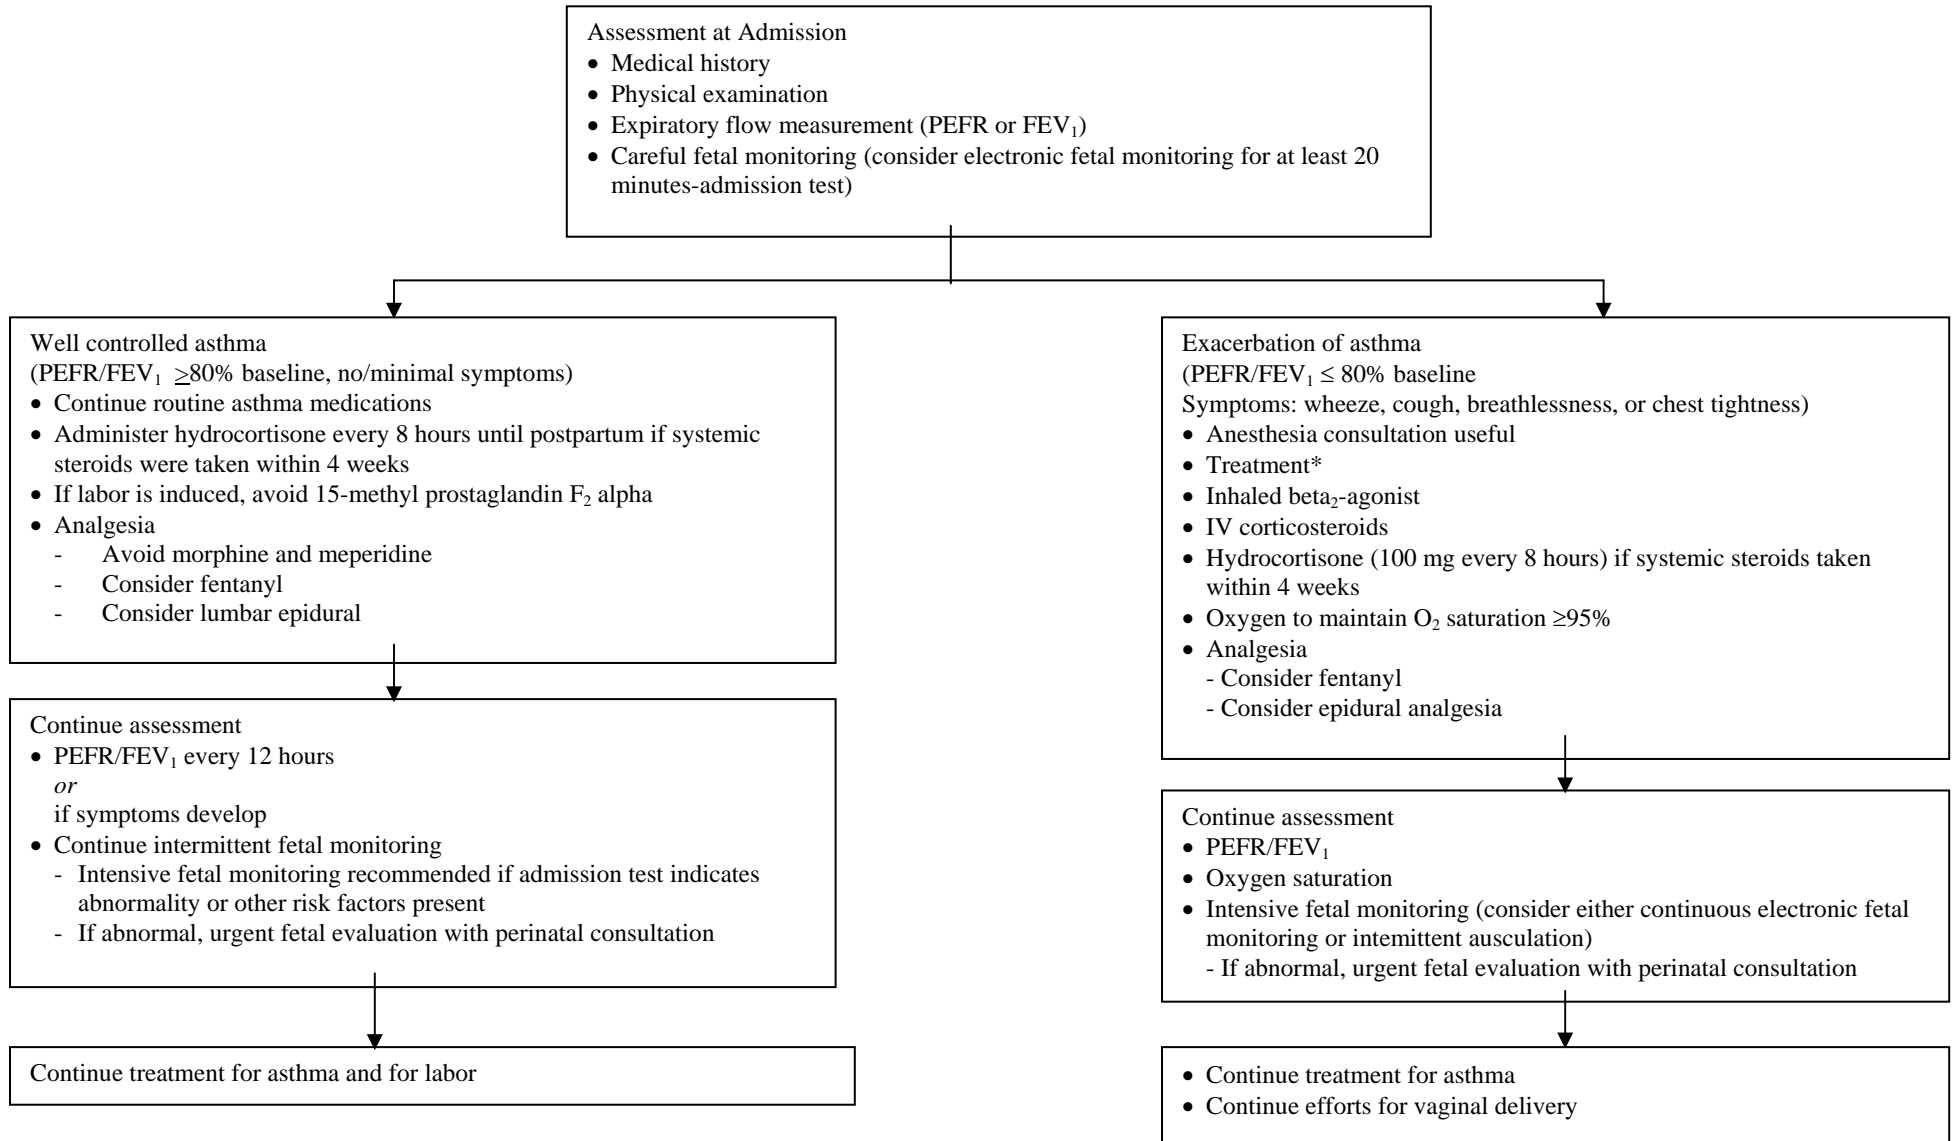 Assessment at Admission
• Medical history
• Physical examination
• Expiratory flow measurement (PEFR or FEV₁)
• Careful fetal monitoring (consider electronic fetal monitoring for at least 20
minutes-admission test)
Well controlled asthma
(PEFR/FEV₁ ≥80% baseline, no/minimal symptoms)
• Continue routine asthma medications
• Administer hydrocortisone every 8 hours until postpartum if systemic
steroids were taken within 4 weeks
• If labor is induced, avoid 15-methyl prostaglandin F₂ alpha
• Analgesia
- Avoid morphine and meperidine
- Consider fentanyl
- Consider lumbar epidural
Continue assessment
• PEFR/FEV₁ every 12 hours
or
if symptoms develop
• Continue intermittent fetal monitoring
- Intensive fetal monitoring recommended if admission test indicates
abnormality or other risk factors present
- If abnormal, urgent fetal evaluation with perinatal consultation
Continue treatment for asthma and for labor
Exacerbation of asthma
(PEFR/FEV₁ ≤ 80% baseline
Symptoms: wheeze, cough, breathlessness, or chest tightness)
• Anesthesia consultation useful
• Treatment*
• Inhaled beta₂-agonist
• IV corticosteroids
• Hydrocortisone (100 mg every 8 hours) if systemic steroids taken
within 4 weeks
• Oxygen to maintain O₂ saturation ≥95%
• Analgesia
- Consider fentanyl
- Consider epidural analgesia
Continue assessment
• PEFR/FEV₁
• Oxygen saturation
• Intensive fetal monitoring (consider either continuous electronic fetal
monitoring or intemittent ausculation)
- If abnormal, urgent fetal evaluation with perinatal consultation
• Continue treatment for asthma
• Continue efforts for vaginal delivery